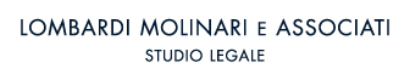 LOMBARDI MOLINARI E ASSOCIATI
STUDIO LEGALE